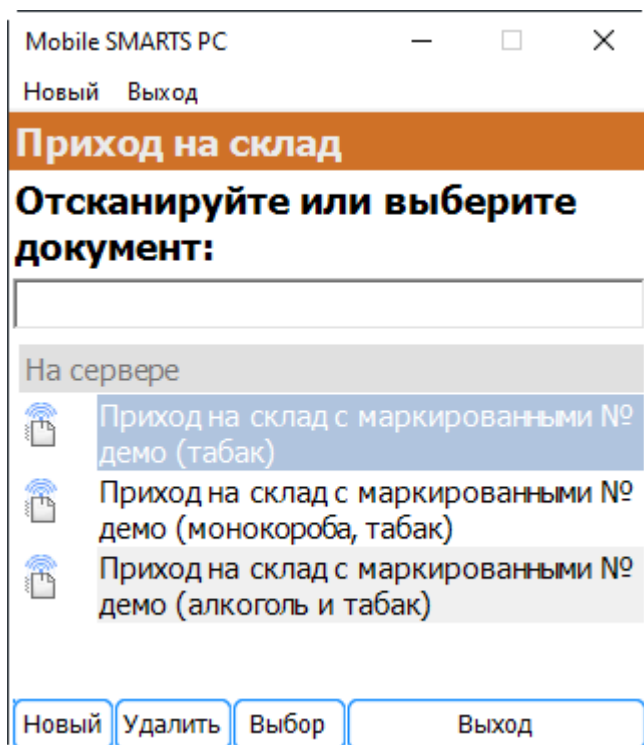 Mobile SMARTS PC
Новый Выход
Приход на склад
Отсканируйте или выберите
документ:
На сервере
Приход на склад с маркированными №
демо (табак)
Приход на склад с маркированными №
демо (монокороба, табак)
Приход на склад с маркированными №
демо (алкоголь и табак)
Новый Удалить Выбор Выход